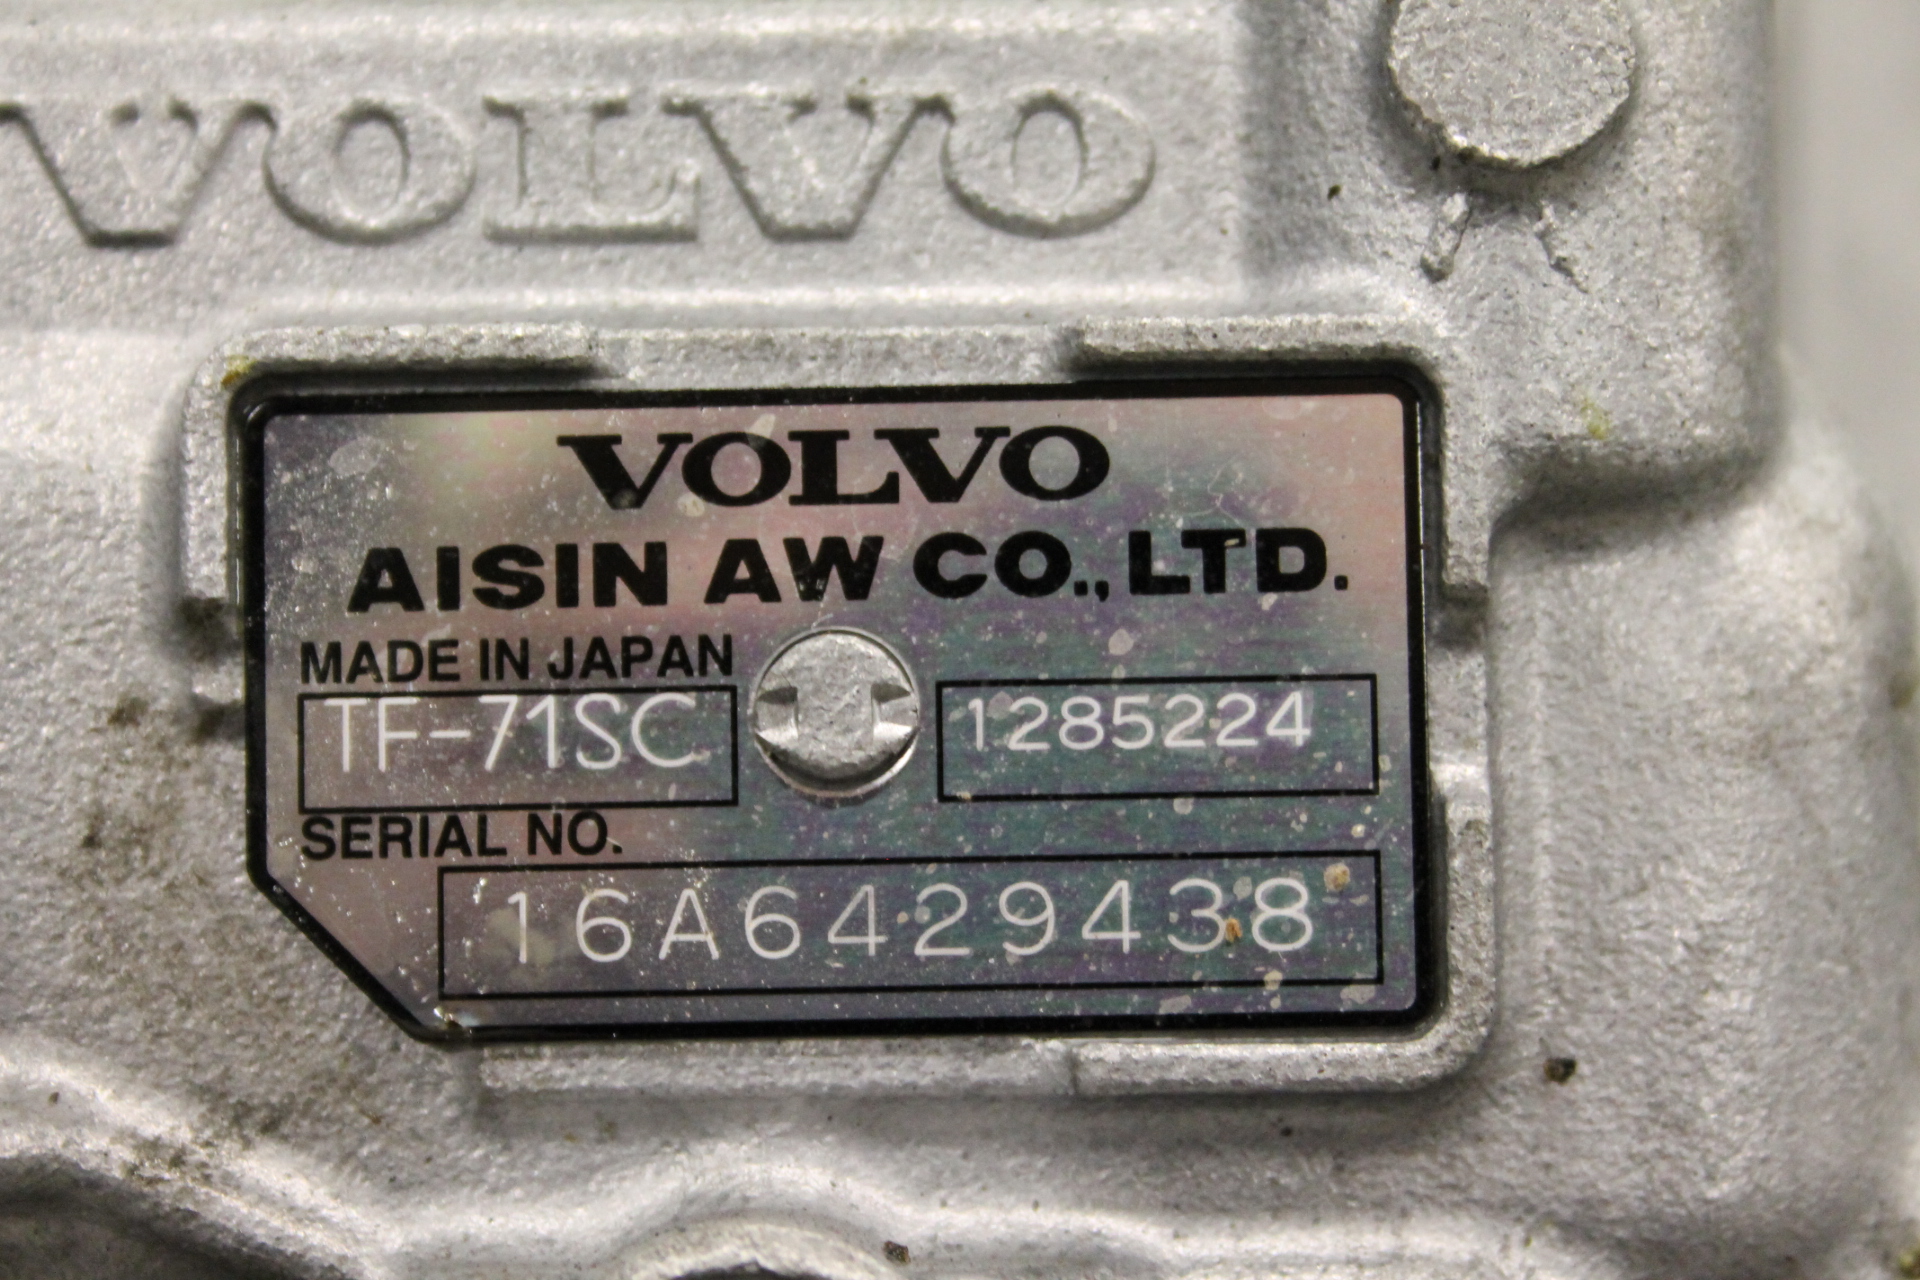 VOLVO
VOLVO
AISIN AW CO., LTD.
MADE IN JAPAN
TF-71SC 1285224
SERIAL NO.
16A6429438